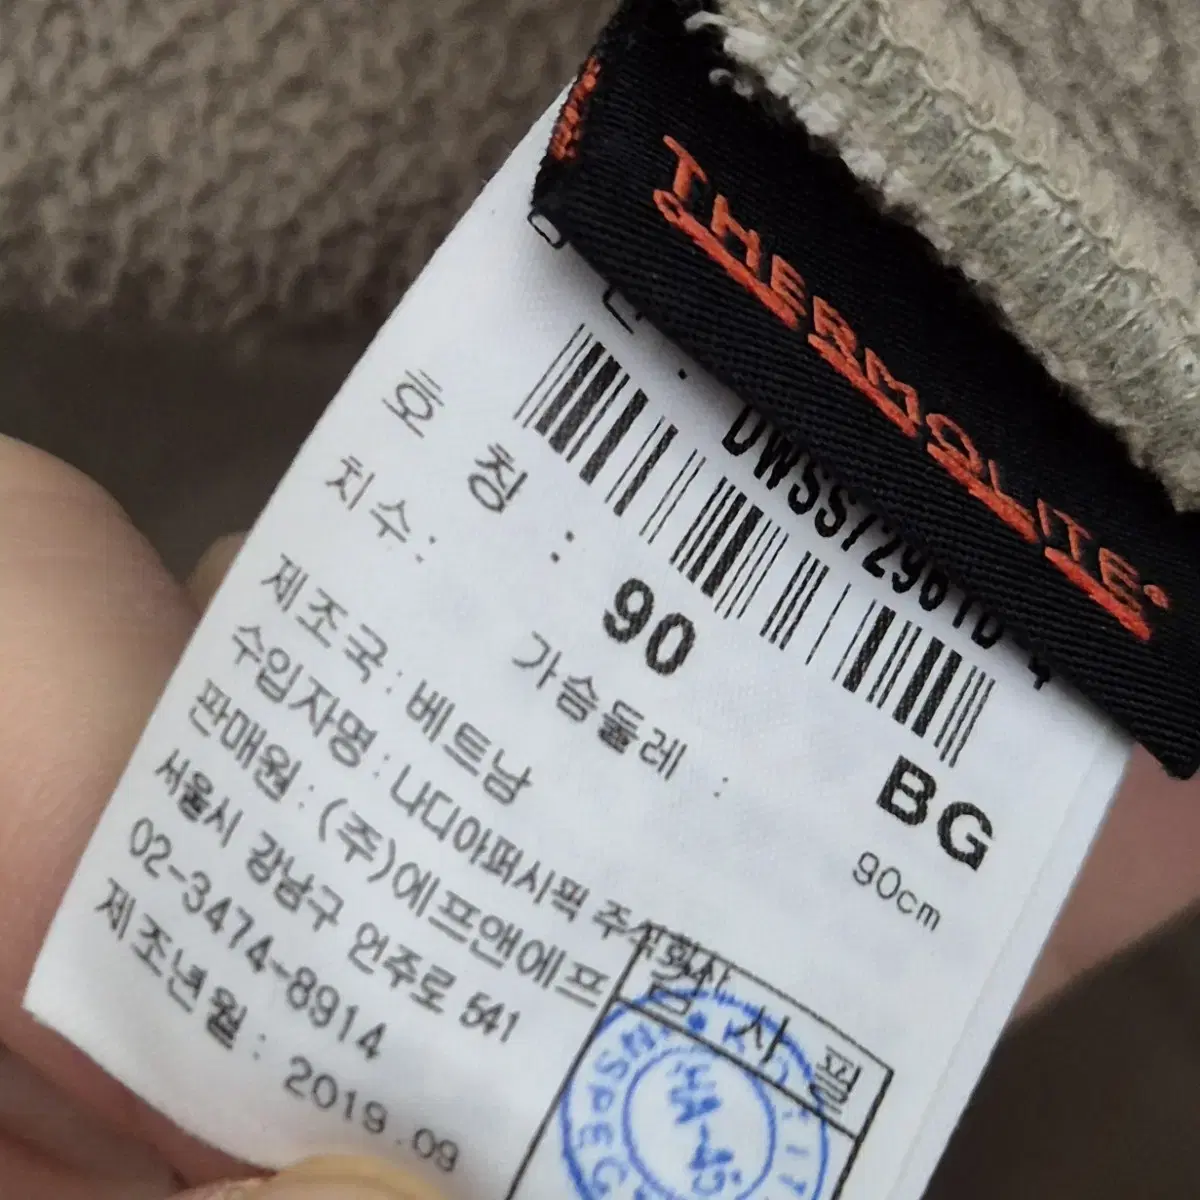 THERMOLITE®
DWSS7296
호 칭 : 90 BG
치수 : 가슴둘레 : 90cm
제조국 : 베트남
수입자명 : 나디아퍼시픽 주식회사
판매원 : (주)에프앤에프
서울시 강남구 언주로 541
02-3474-8914
제조년월 : 2019.09
검 사 필